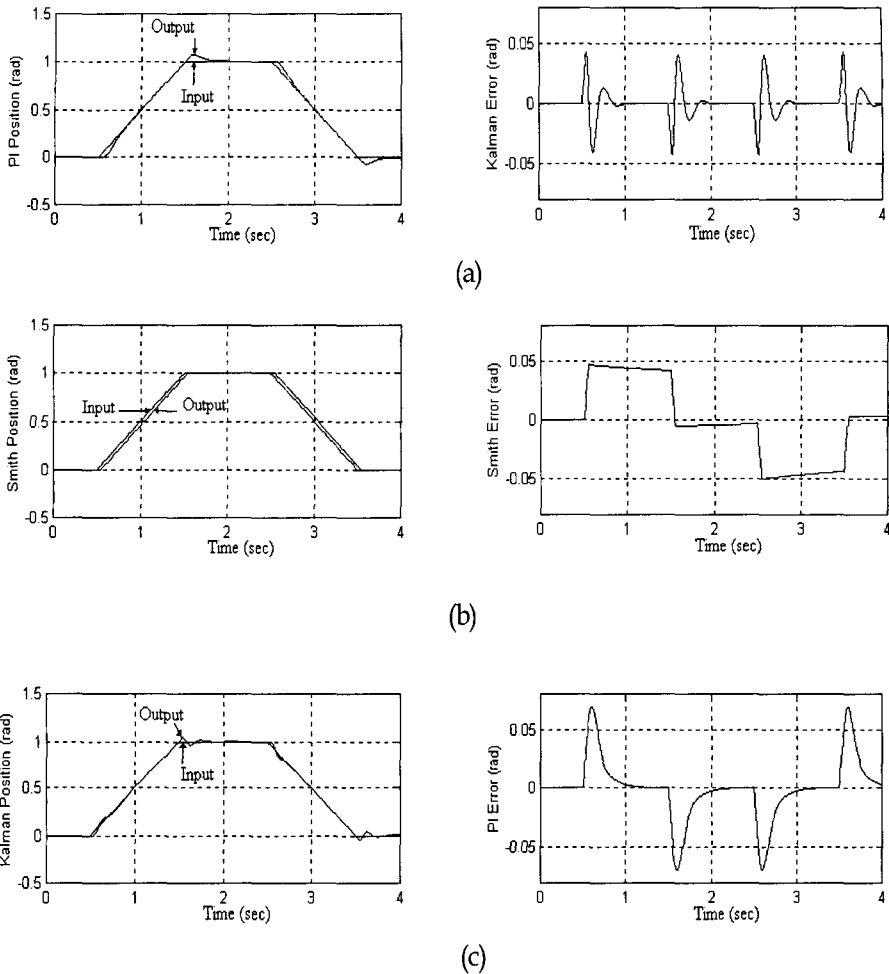 PI Position (rad)
1.5
1
0.5
0
-0.5
Output
Input
0 1 2 3 4
Time (sec)
Kalman Error (rad)
0.05
0
-0.05
0 1 2 3 4
Time (sec)
(a)
Smith Position (rad)
1.5
1
0.5
0
-0.5
Input Output
0 1 2 3 4
Time (sec)
Smith Error (rad)
0.05
0
-0.05
0 1 2 3 4
Time (sec)
(b)
Kalman Position (rad)
1.5
1
0.5
0
-0.5
Output
Input
0 1 2 3 4
Time (sec)
PI Error (rad)
0.05
0
-0.05
0 1 2 3 4
Time (sec)
(c)